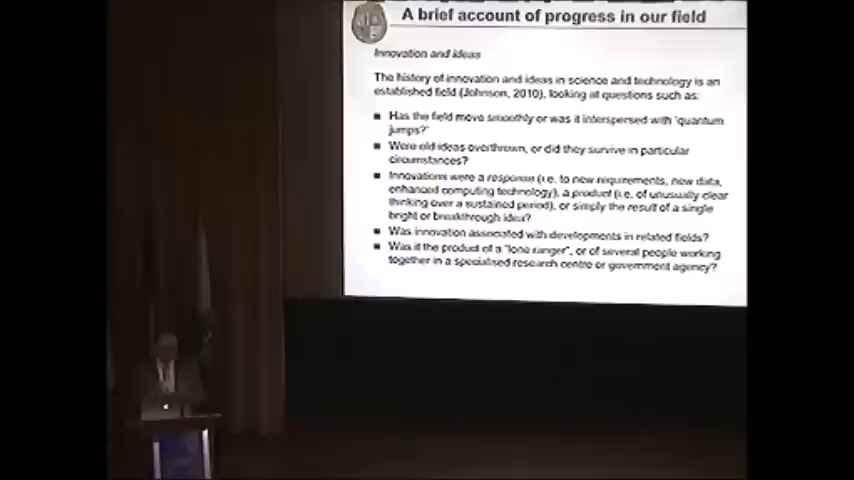 A brief account of progress in our field
Innovation and ideas
The history of innovation and ideas in science and technology is an
established field (Johnson, 2010), looking at questions such as:
Has the field move smoothly or was it interspersed with 'quantum
jumps?'
Were old ideas overthrown, or did they survive in particular
circumstances?
Innovations were a response (i.e. to new requirements, new data,
enhanced computing technology), a product (i.e. of unusually clear
thinking over a sustained period), or simply the result of a single
bright or breakthrough idea?
Was innovation associated with developments in related fields?
Was it the product of a "lone ranger", or of several people working
together in a specialised research centre or government agency?